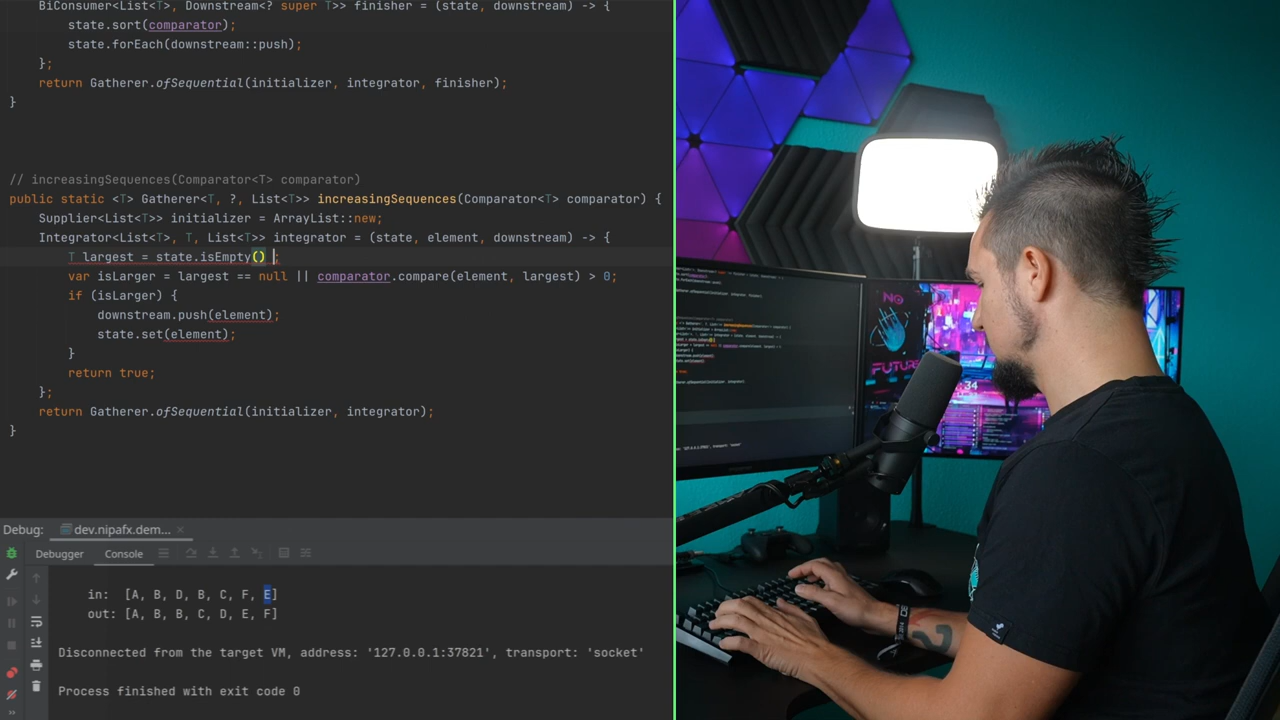 BiConsumer<List<T>, Downstream<? super T>> finisher = (state, downstream) -> {
state.sort(comparator);
state.forEach(downstream::push);
};
return Gatherer.ofSequential(initializer, integrator, finisher);
}
// increasingSequences(Comparator<T> comparator)
public static <T> Gatherer<T, ?, List<T>> increasingSequences(Comparator<T> comparator) {
Supplier<List<T>> initializer = ArrayList::new;
Integrator<List<T>, T, List<T>> integrator = (state, element, downstream) -> {
T largest = state.isEmpty() ;
var isLarger = largest == null || comparator.compare(element, largest) > 0;
if (isLarger) {
downstream.push(element);
state.set(element);
}
return true;
};
return Gatherer.ofSequential(initializer, integrator);
}
Debug: dev.nipafx.dem...
Debugger Console
in: [A, B, D, B, C, F, E]
out: [A, B, B, C, D, E, F]
Disconnected from the target VM, address: '127.0.0.1:37821', transport: 'socket'
Process finished with exit code 0
NO
FUTURE